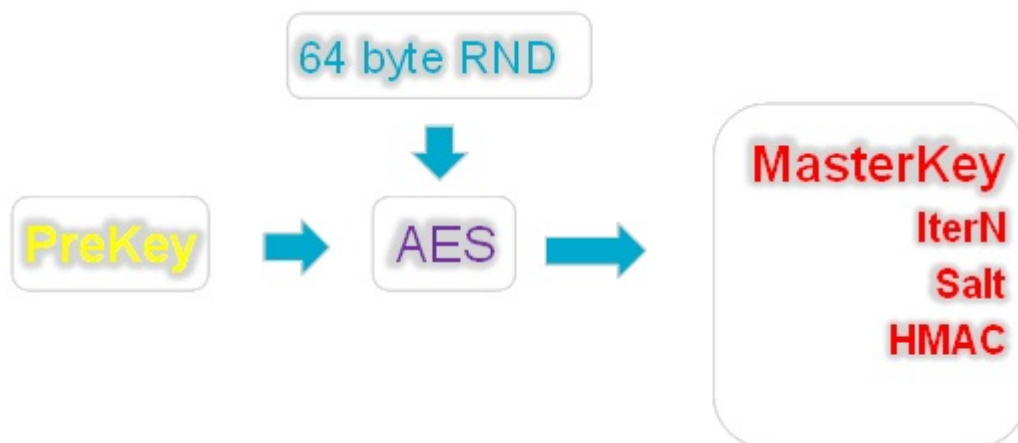 64 byte RND
PreKey
AES
MasterKey
IterN
Salt
HMAC